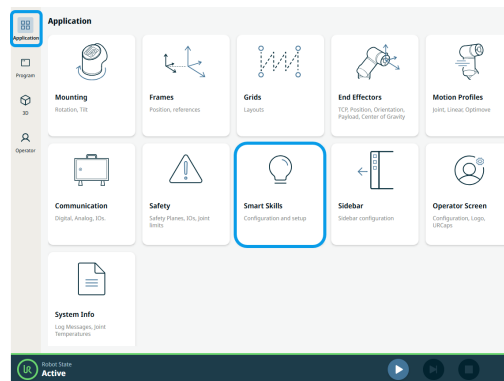 Application
Application
Program
3D
Operator
Mounting
Rotation, Tilt
Frames
Position, references
Grids
Layouts
End Effectors
TCP, Position, Orientation,
Payload, Center of Gravity
Motion Profiles
Joint, Linear, Optimove
Communication
Digital, Analog, IOs.
Safety
Safety Planes, IOs, Joint
limits
Smart Skills
Configuration and setup
Sidebar
Sidebar configuration
Operator Screen
Configuration, Logo,
URCaps
System Info
Log Messages, Joint
Temperatures
UR
Robot State
Active